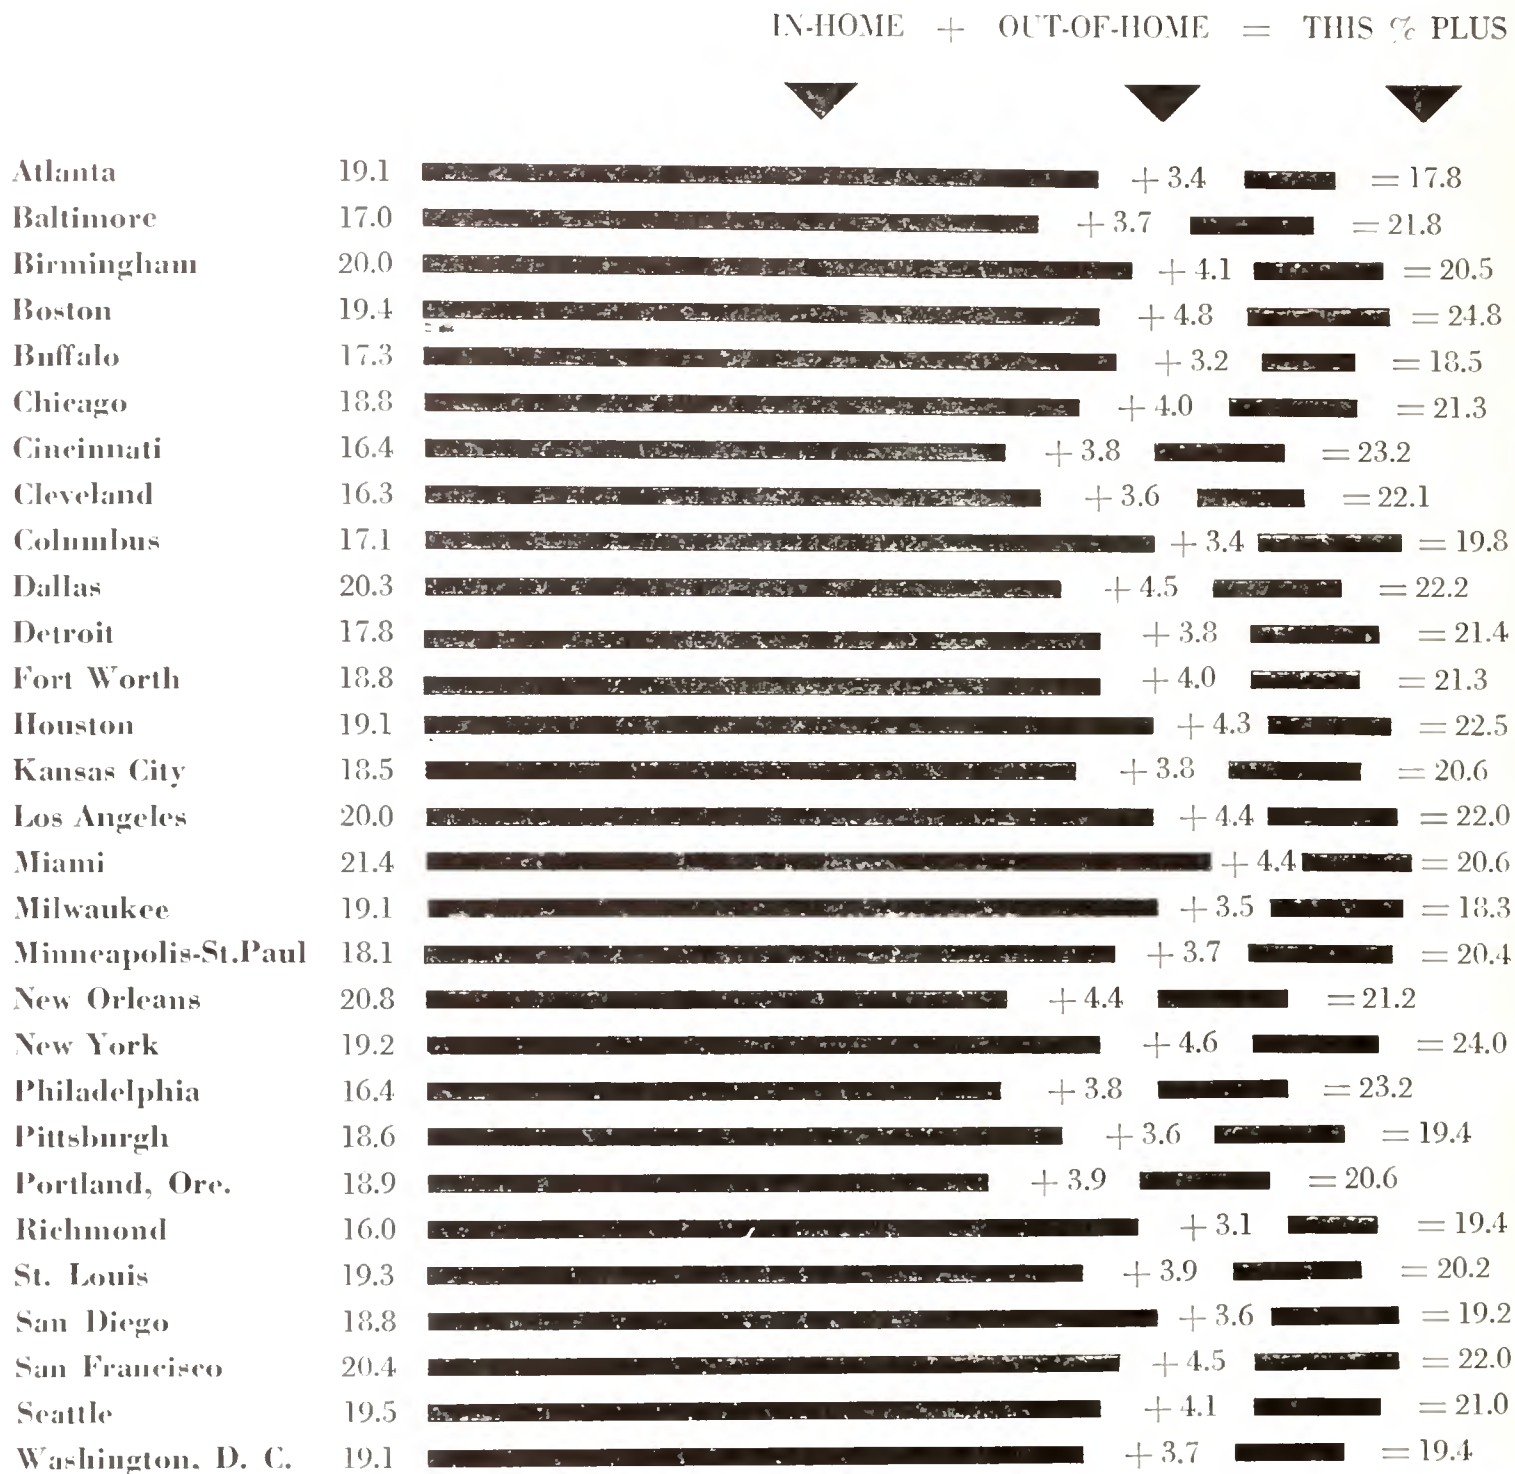 IN-HOME + OUT-OF-HOME = THIS % PLUS
Atlanta 19.1 + 3.4 = 17.8
Baltimore 17.0 + 3.7 = 21.8
Birmingham 20.0 + 4.1 = 20.5
Boston 19.4 + 4.8 = 24.8
Buffalo 17.3 + 3.2 = 18.5
Chicago 18.8 + 4.0 = 21.3
Cincinnati 16.4 + 3.8 = 23.2
Cleveland 16.3 + 3.6 = 22.1
Columbus 17.1 + 3.4 = 19.8
Dallas 20.3 + 4.5 = 22.2
Detroit 17.8 + 3.8 = 21.4
Fort Worth 18.8 + 4.0 = 21.3
Houston 19.1 + 4.3 = 22.5
Kansas City 18.5 + 3.8 = 20.6
Los Angeles 20.0 + 4.4 = 22.0
Miami 21.4 + 4.4 = 20.6
Milwaukee 19.1 + 3.5 = 18.3
Minneapolis-St.Paul 18.1 + 3.7 = 20.4
New Orleans 20.8 + 4.4 = 21.2
New York 19.2 + 4.6 = 24.0
Philadelphia 16.4 + 3.8 = 23.2
Pittsburgh 18.6 + 3.6 = 19.4
Portland, Ore. 18.9 + 3.9 = 20.6
Richmond 16.0 + 3.1 = 19.4
St. Louis 19.3 + 3.9 = 20.2
San Diego 18.8 + 3.6 = 19.2
San Francisco 20.4 + 4.5 = 22.0
Seattle 19.5 + 4.1 = 21.0
Washington, D. C. 19.1 + 3.7 = 19.4